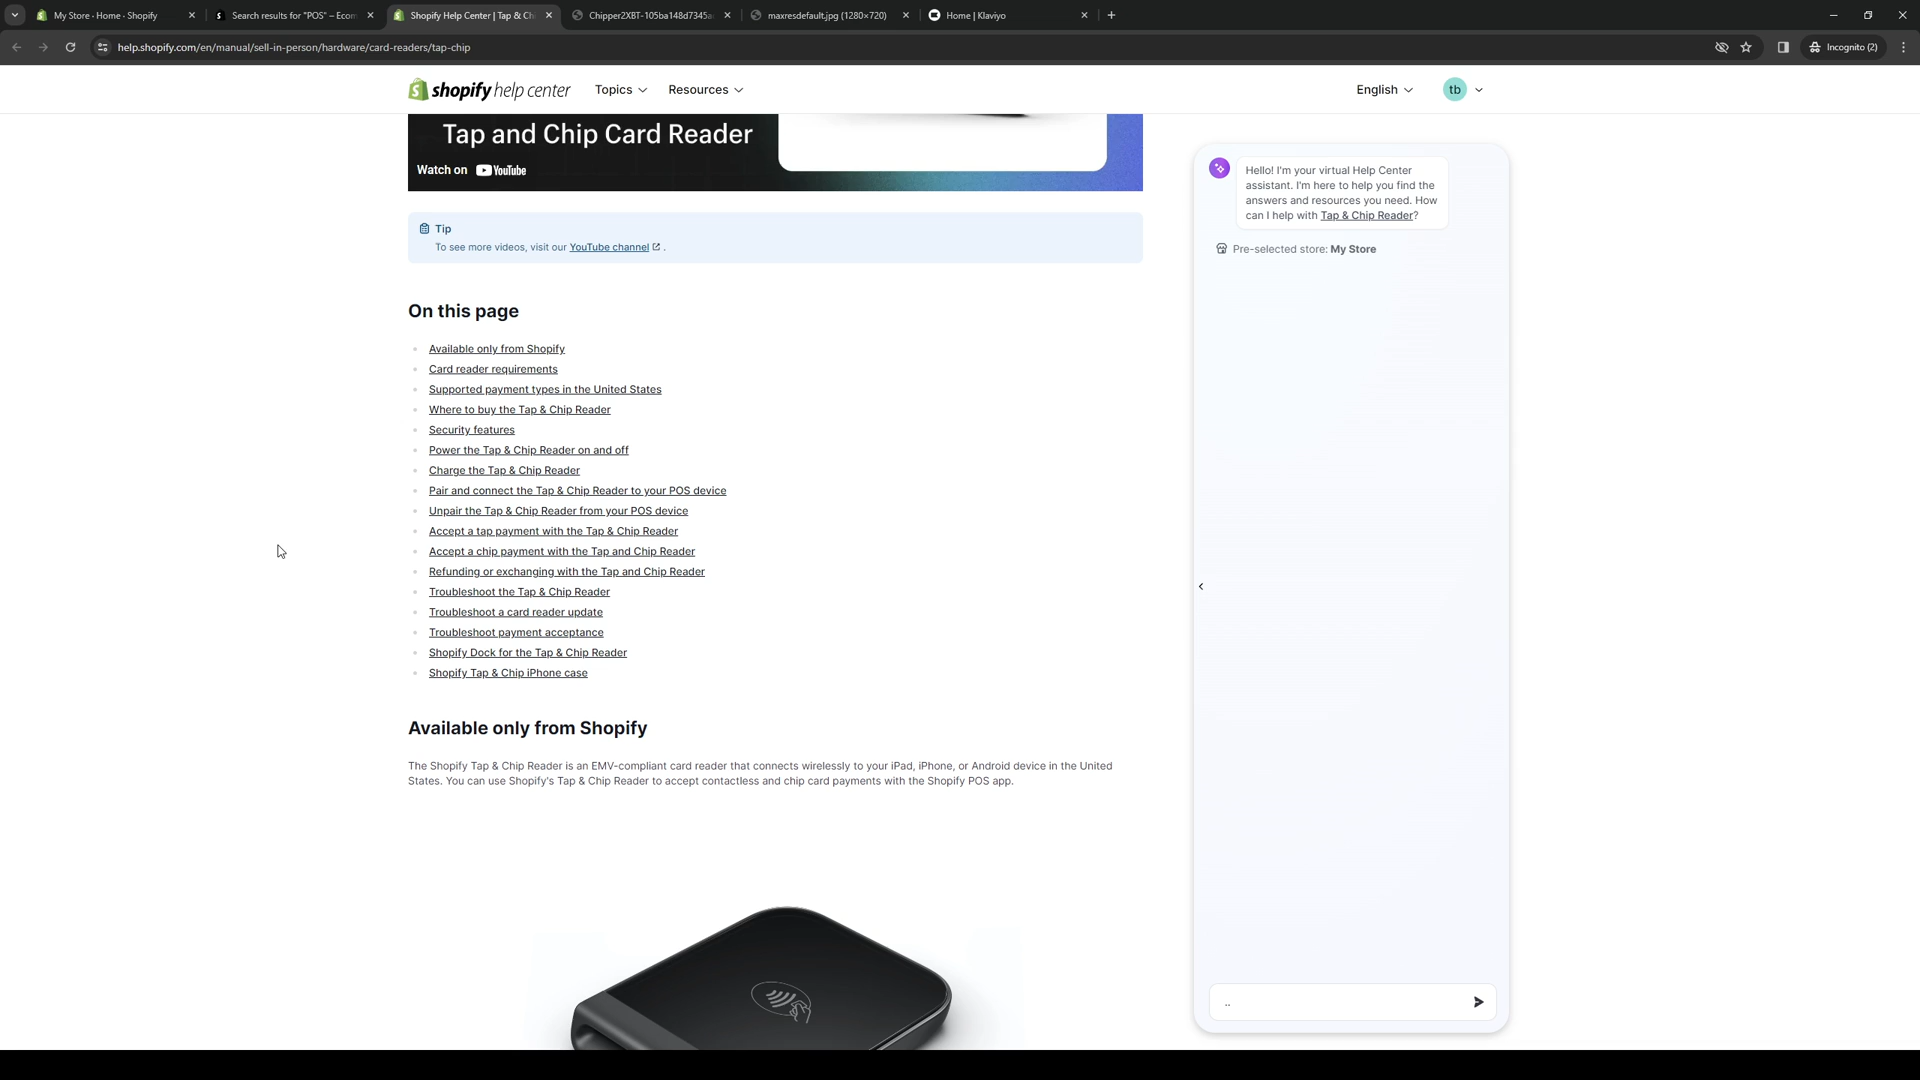 My Store · Home · Shopify
Search results for "POS" – Ecom
Shopify Help Center | Tap & Ch
Chipper2XBT-105ba148d7345a
maxresdefault.jpg (1280×720)
Home | Klaviyo
help.shopify.com/en/manual/sell-in-person/hardware/card-readers/tap-chip
Incognito (2)
shopify help center
Topics
Resources
English
tb
Tap and Chip Card Reader
Watch on YouTube
Tip
To see more videos, visit our YouTube channel .
On this page
Available only from Shopify
Card reader requirements
Supported payment types in the United States
Where to buy the Tap & Chip Reader
Security features
Power the Tap & Chip Reader on and off
Charge the Tap & Chip Reader
Pair and connect the Tap & Chip Reader to your POS device
Unpair the Tap & Chip Reader from your POS device
Accept a tap payment with the Tap & Chip Reader
Accept a chip payment with the Tap and Chip Reader
Refunding or exchanging with the Tap and Chip Reader
Troubleshoot the Tap & Chip Reader
Troubleshoot a card reader update
Troubleshoot payment acceptance
Shopify Dock for the Tap & Chip Reader
Shopify Tap & Chip iPhone case
Available only from Shopify
The Shopify Tap & Chip Reader is an EMV-compliant card reader that connects wirelessly to your iPad, iPhone, or Android device in the United
States. You can use Shopify's Tap & Chip Reader to accept contactless and chip card payments with the Shopify POS app.
Hello! I'm your virtual Help Center
assistant. I'm here to help you find the
answers and resources you need. How
can I help with Tap & Chip Reader?
Pre-selected store: My Store
..